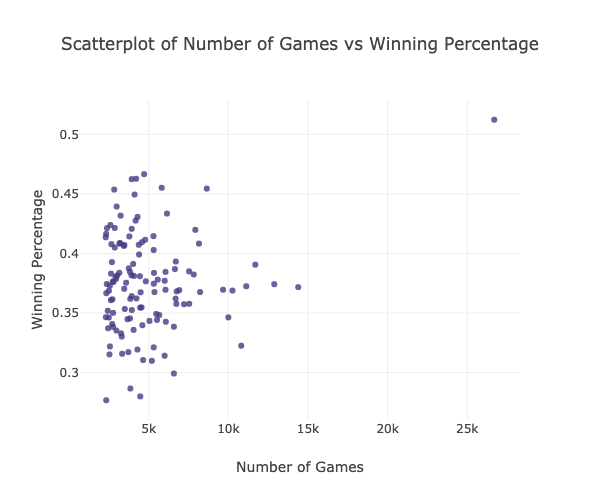 Scatterplot of Number of Games vs Winning Percentage
0.5
0.45
0.4
0.35
0.3
Winning Percentage
5k
10k
15k
20k
25k
Number of Games